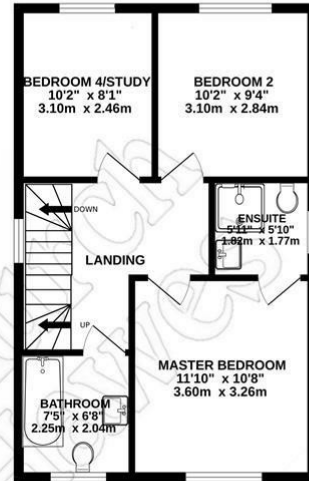 BEDROOM 4/STUDY
10'2" x 8'1"
3.10m x 2.46m
BEDROOM 2
10'2" x 9'4"
3.10m x 2.84m
ENSUITE
5'11" x 5'10"
1.82m x 1.77m
DOWN
LANDING
UP
MASTER BEDROOM
11'10" x 10'8"
3.60m x 3.26m
BATHROOM
7'5" x 6'8"
2.25m x 2.04m